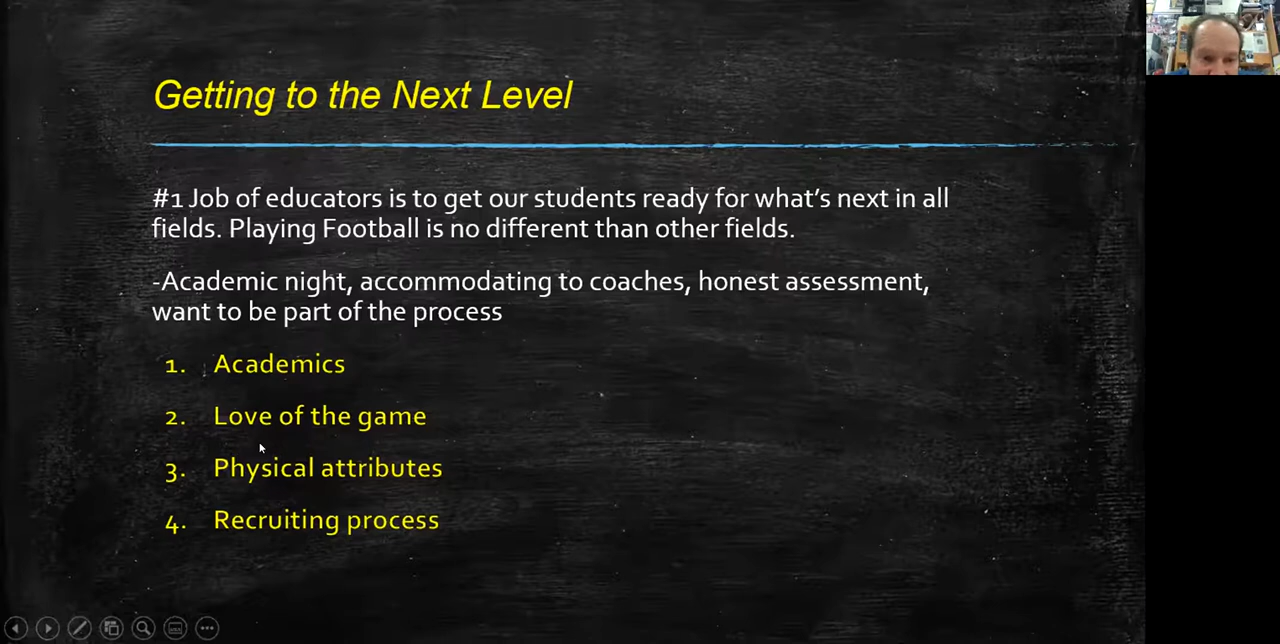 Getting to the Next Level
#1 Job of educators is to get our students ready for what’s next in all
fields. Playing Football is no different than other fields.
-Academic night, accommodating to coaches, honest assessment,
want to be part of the process
1. Academics
2. Love of the game
3. Physical attributes
4. Recruiting process